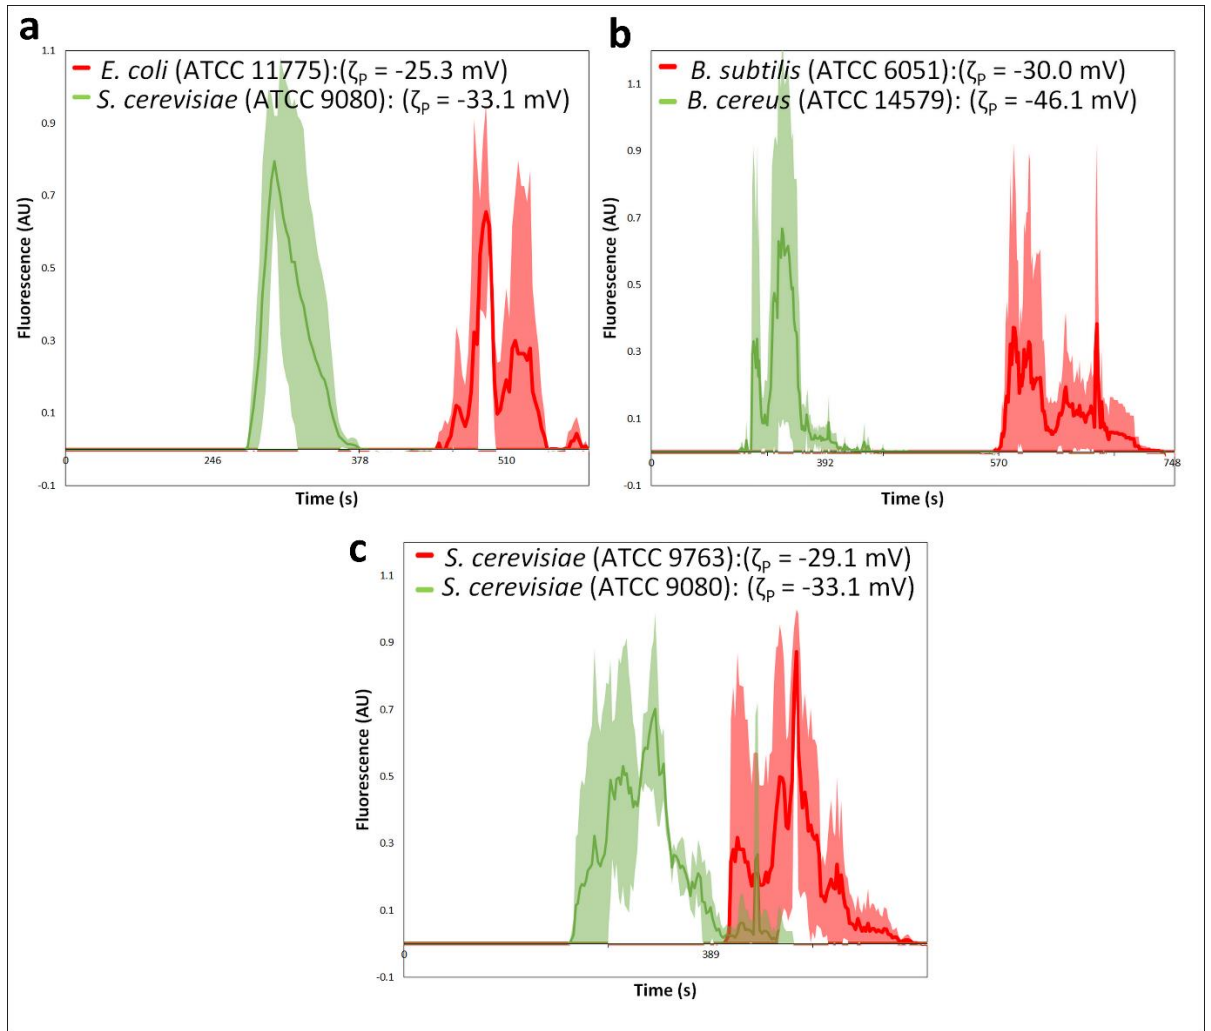 a
E. coli (ATCC 11775):(ζP = -25.3 mV)
S. cerevisiae (ATCC 9080): (ζP = -33.1 mV)
Fluorescence (AU)
1.1
0.9
0.7
0.5
0.3
0.1
-0.1
0 246 378 510
Time (s)
b
B. subtilis (ATCC 6051):(ζP = -30.0 mV)
B. cereus (ATCC 14579): (ζP = -46.1 mV)
Fluorescence (AU)
1.1
0.9
0.7
0.5
0.3
0.1
-0.1
0 392 570 748
Time (s)
c
S. cerevisiae (ATCC 9763):(ζP = -29.1 mV)
S. cerevisiae (ATCC 9080): (ζP = -33.1 mV)
Fluorescence (AU)
1.1
0.9
0.7
0.5
0.3
0.1
-0.1
0 389
Time (s)